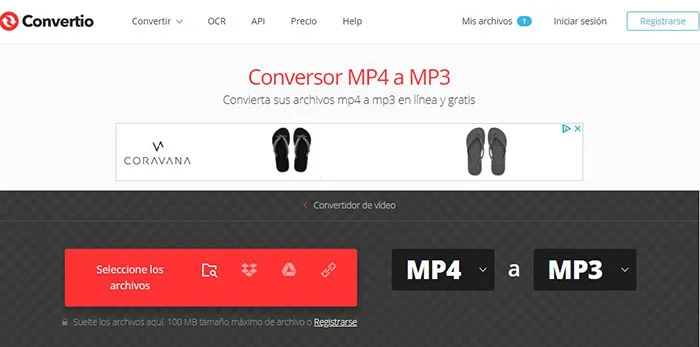 Convertio
Convertir OCR API Precio Help Mis archivos 1 Iniciar sesión Registrarse
Conversor MP4 a MP3
Convierta sus archivos mp4 a mp3 en línea y gratis
CORAVANA
Convertidor de vídeo
Seleccione los
archivos
MP4 a MP3
Suelte los archivos aquí. 100 MB tamaño máximo de archivo o Registrarse